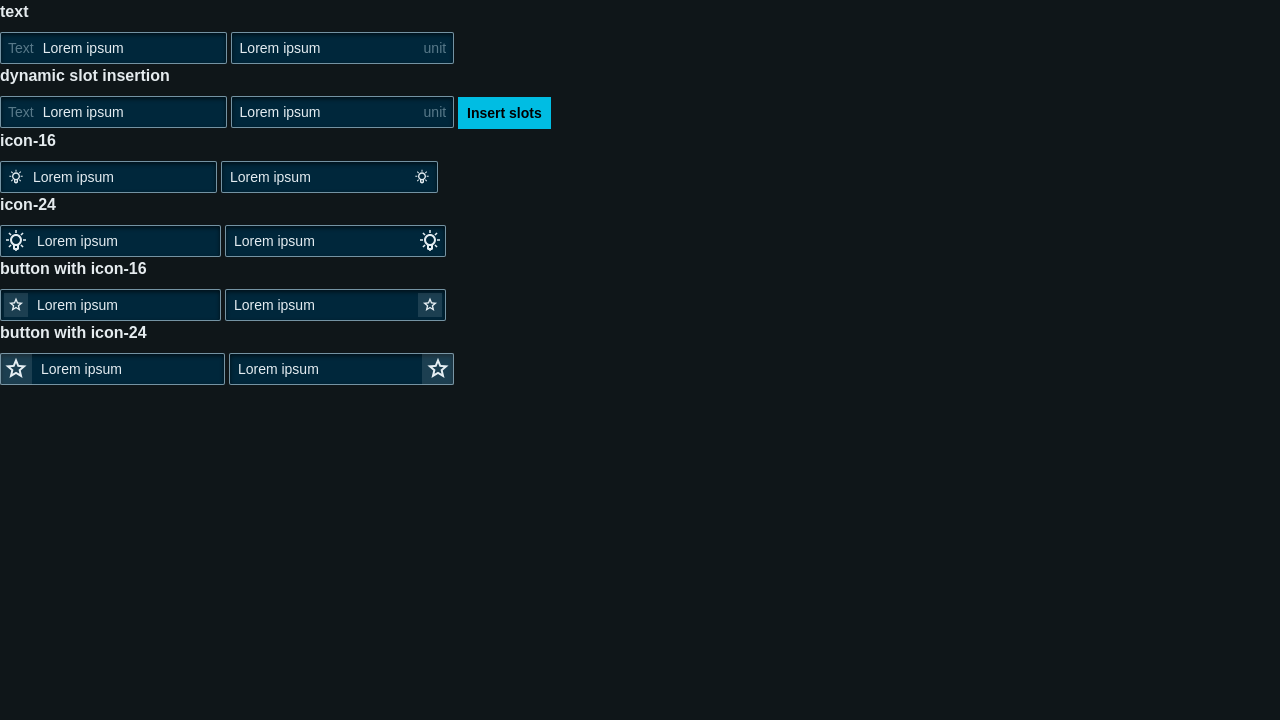 text
Text Lorem ipsum Lorem ipsum unit
dynamic slot insertion
Text Lorem ipsum Lorem ipsum unit Insert slots
icon-16
Lorem ipsum Lorem ipsum
icon-24
Lorem ipsum Lorem ipsum
button with icon-16
Lorem ipsum Lorem ipsum
button with icon-24
Lorem ipsum Lorem ipsum